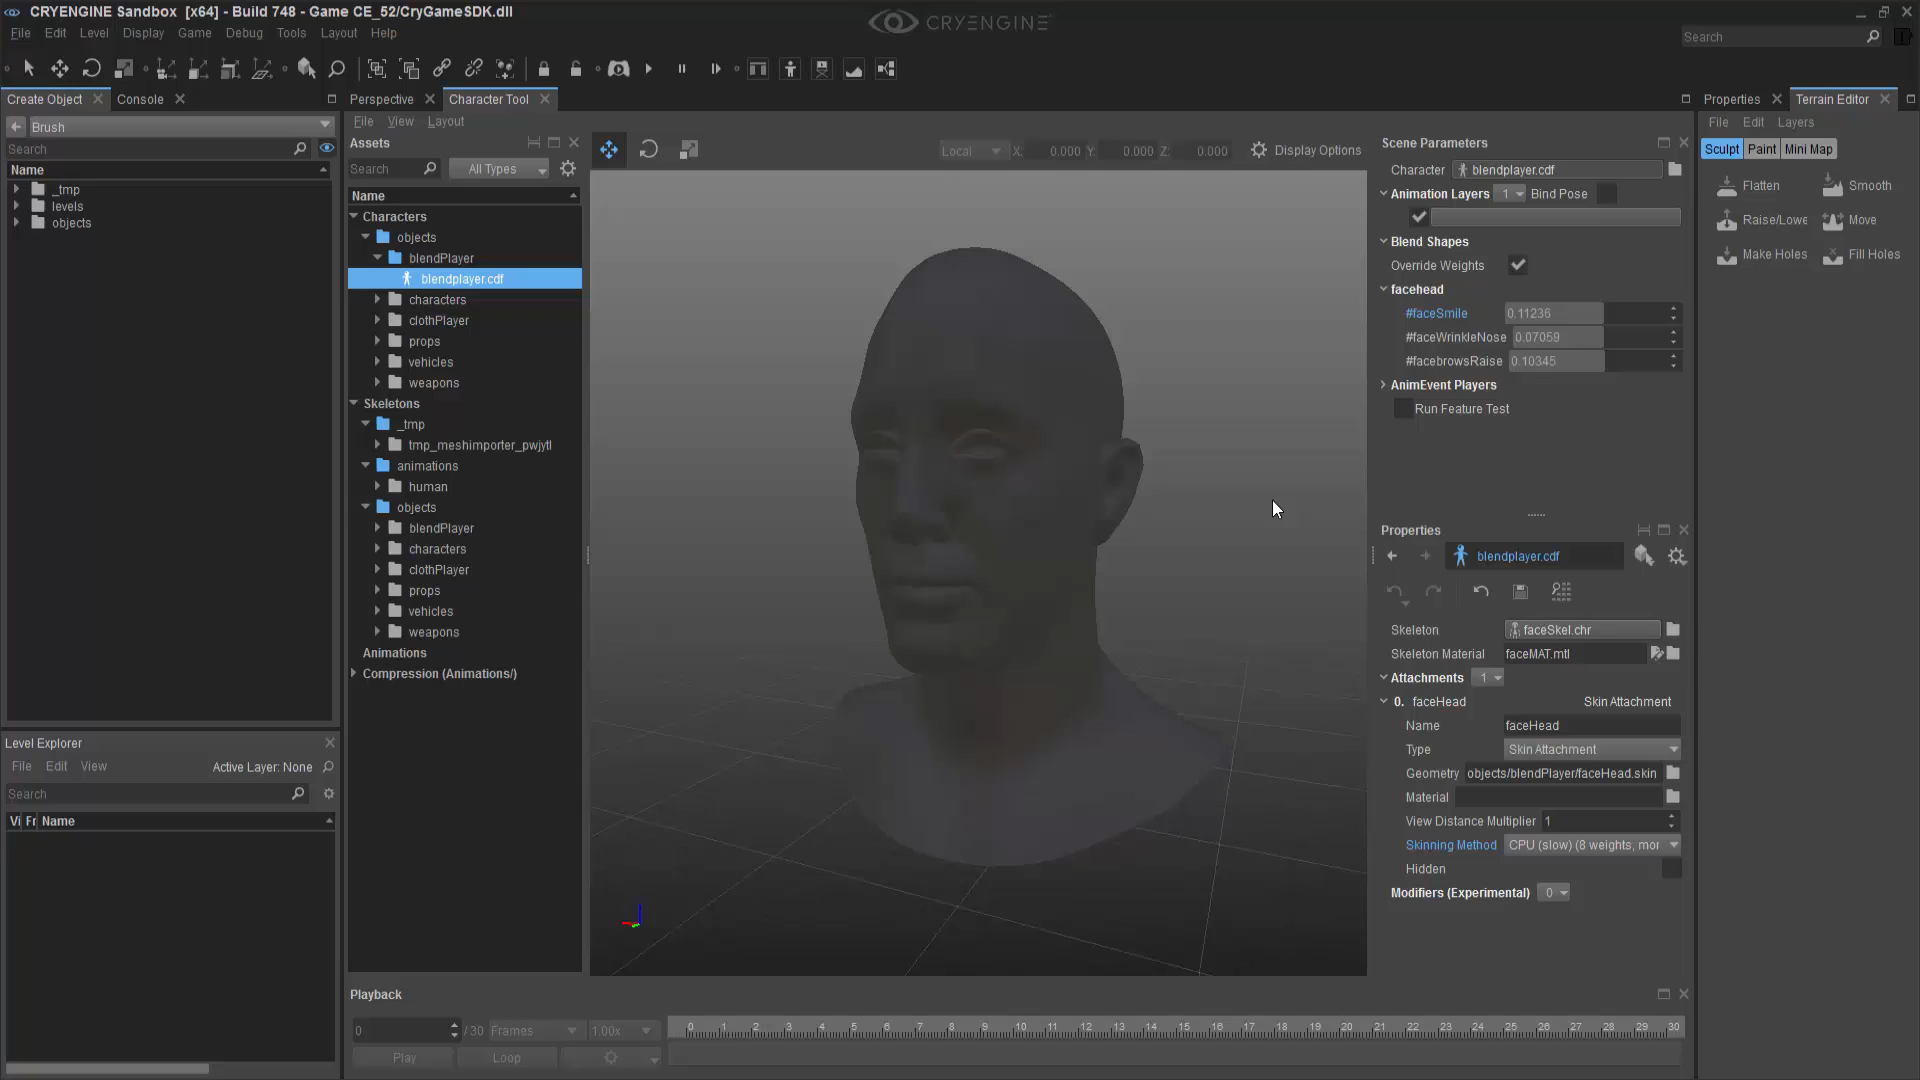 CRYENGINE Sandbox [x64] - Build 748 - Game CE_52/CryGameSDK.dll
CRYENGINE
File Edit Level Display Game Debug Tools Layout Help
Search
Create Object
Console
Perspective
Character Tool
Properties
Terrain Editor
Brush
Search
Name
_tmp
levels
objects
Level Explorer
File Edit View
Active Layer: None
Search
Vi Fr Name
File View Layout
Assets
Search
All Types
Name
Characters
objects
blendPlayer
blendplayer.cdf
characters
clothPlayer
props
vehicles
weapons
Skeletons
_tmp
tmp_meshimporter_pwjytl
animations
human
objects
blendPlayer
characters
clothPlayer
props
vehicles
weapons
Animations
Compression (Animations/)
Local X: 0.000 Y: 0.000 Z: 0.000
Display Options
Scene Parameters
Character blendplayer.cdf
Animation Layers 1 Bind Pose
Blend Shapes
Override Weights
facehead
#faceSmile 0.11236
#faceWrinkleNose 0.07059
#facebrowsRaise 0.10345
AnimEvent Players
Run Feature Test
Properties
blendplayer.cdf
Skeleton faceSkel.chr
Skeleton Material faceMAT.mtl
Attachments 1
0. faceHead Skin Attachment
Name faceHead
Type Skin Attachment
Geometry objects/blendPlayer/faceHead.skin
Material
View Distance Multiplier 1
Skinning Method CPU (slow) (8 weights, mor
Hidden
Modifiers (Experimental) 0
File Edit Layers
Sculpt Paint Mini Map
Flatten Smooth
Raise/Lowe Move
Make Holes Fill Holes
Playback
0 / 30 Frames 1.00x
0 1 2 3 4 5 6 7 8 9 10 11 12 13 14 15 16 17 18 19 20 21 22 23 24 25 26 27 28 29 30
Play Loop